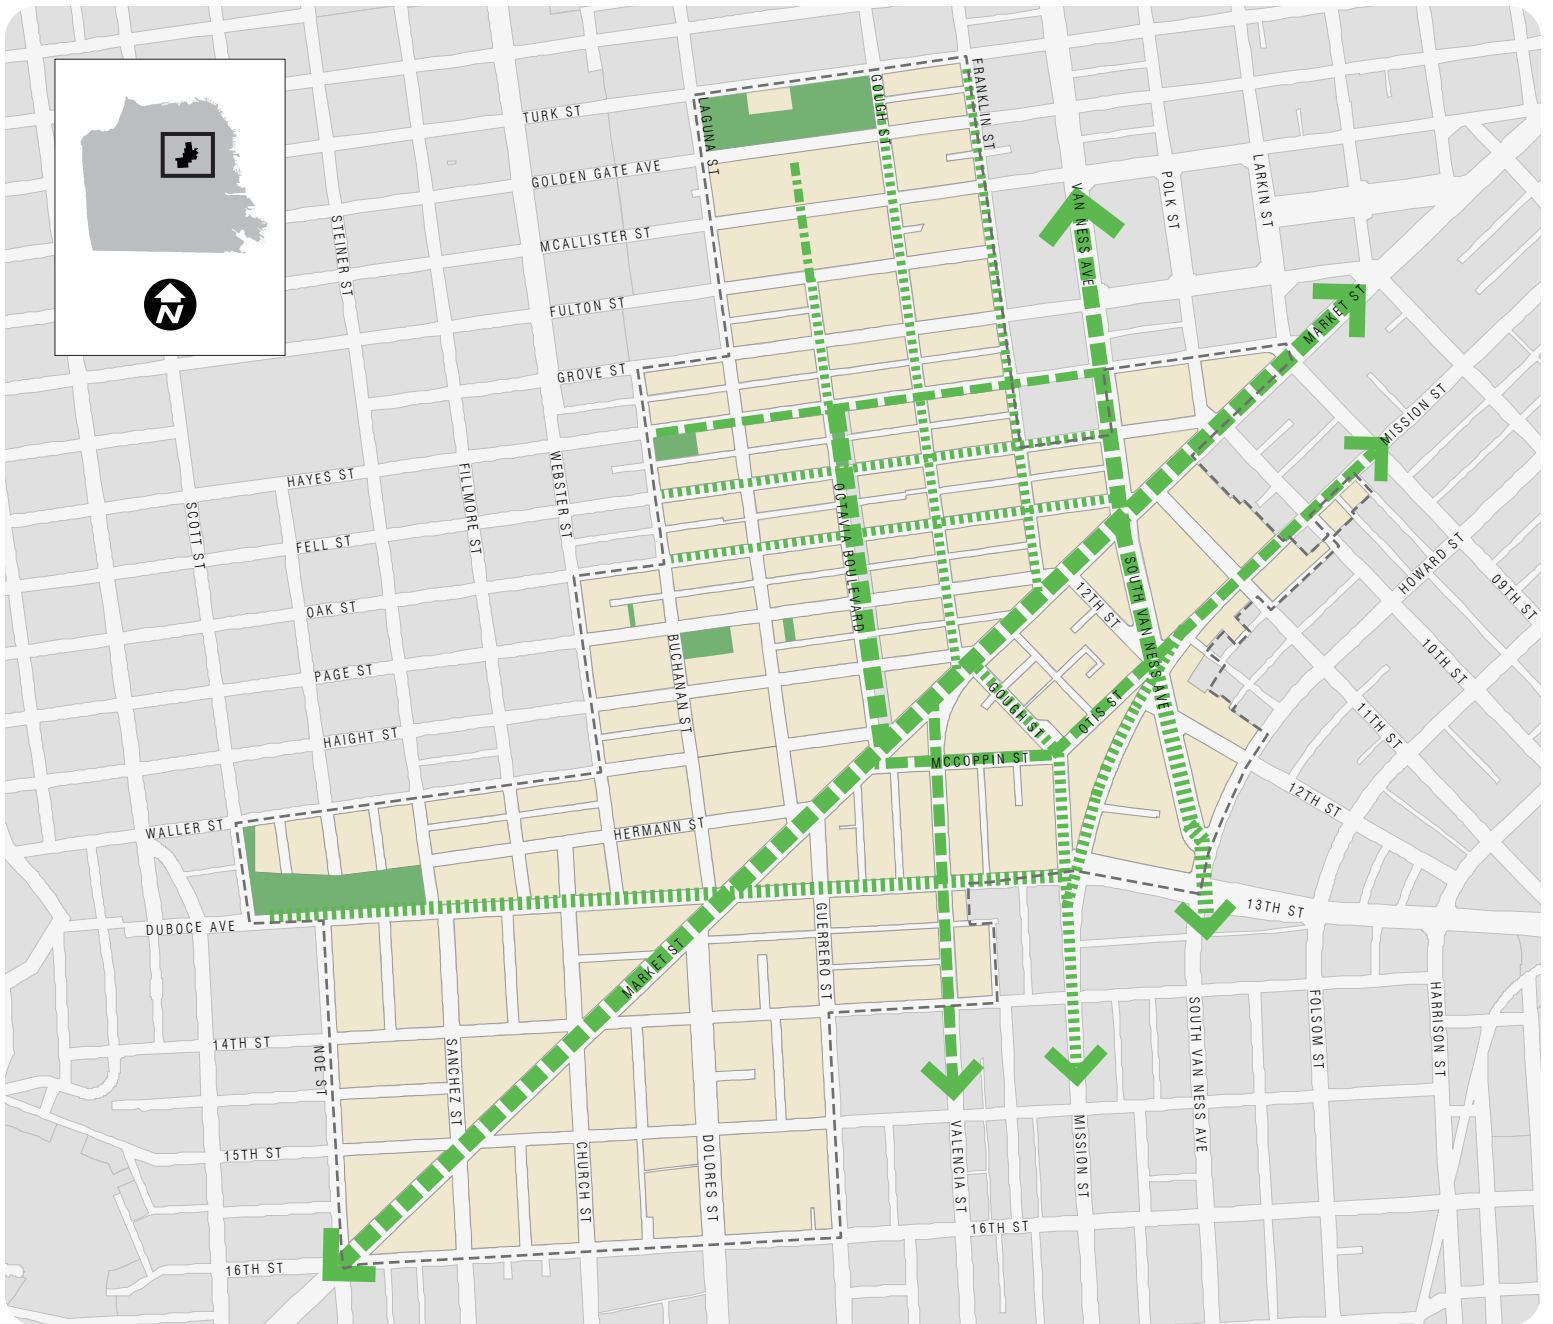 TURK ST
GOLDEN GATE AVE
MCALLISTER ST
FULTON ST
GROVE ST
HAYES ST
FELL ST
OAK ST
PAGE ST
HAIGHT ST
WALLER ST
HERMANN ST
DUBOCE AVE
14TH ST
15TH ST
16TH ST
16TH ST
N
STEINER ST
SCOTT ST
FILLMORE ST
WEBSTER ST
BUCHANAN ST
LAGUNA ST
OCTAVIA BOULEVARD
GOUGH ST
FRANKLIN ST
VAN NESS AVE
POLK ST
LARKIN ST
MARKET ST
MISSION ST
HOWARD ST
09TH ST
10TH ST
11TH ST
12TH ST
12TH ST
SOUTH VAN NESS AVE
GOUGH ST
OTIS ST
MCCOPPIN ST
13TH ST
MARKET ST
GUERRERO ST
NOE ST
SANCHEZ ST
CHURCH ST
DOLORES ST
VALENCIA ST
MISSION ST
SOUTH VAN NESS AVE
FOLSOM ST
HARRISON ST